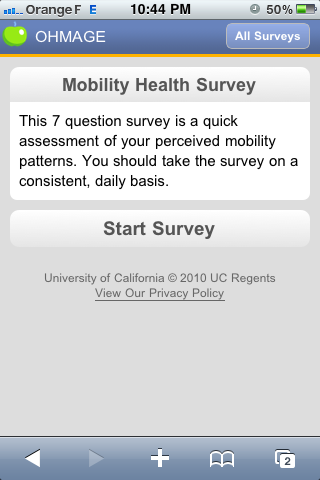 Orange F E 10:44 PM 50%
OHMAGE All Surveys
Mobility Health Survey
This 7 question survey is a quick
assessment of your perceived mobility
patterns. You should take the survey on a
consistent, daily basis.
Start Survey
University of California © 2010 UC Regents
View Our Privacy Policy
2